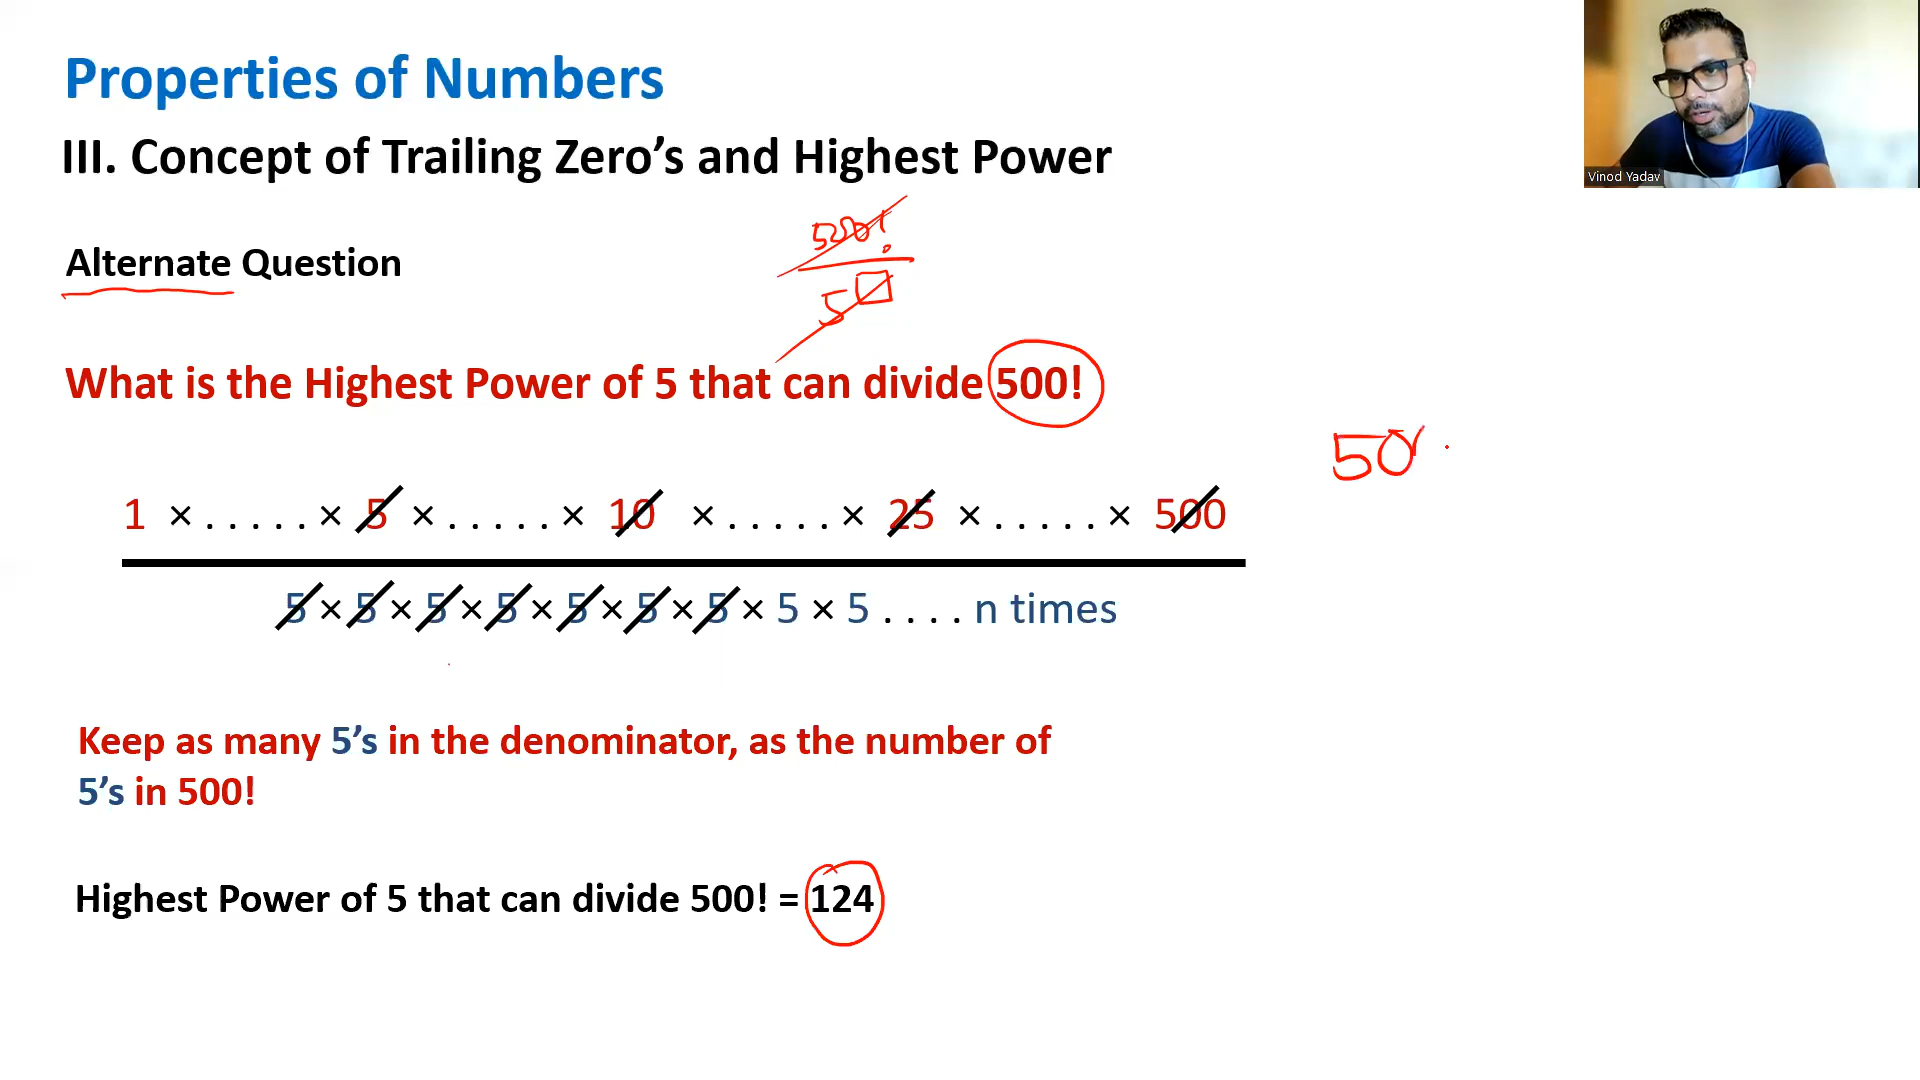 Properties of Numbers
III. Concept of Trailing Zero’s and Highest Power
Vinod Yadav
500!
5
Alternate Question
What is the Highest Power of 5 that can divide 500!
50
1 × . . . . . × 5 × . . . . . × 10 × . . . . . × 25 × . . . . . × 500
5 × 5 × 5 × 5 × 5 × 5 × 5 × 5 × 5 . . . . n times
Keep as many 5’s in the denominator, as the number of
5’s in 500!
Highest Power of 5 that can divide 500! = 124